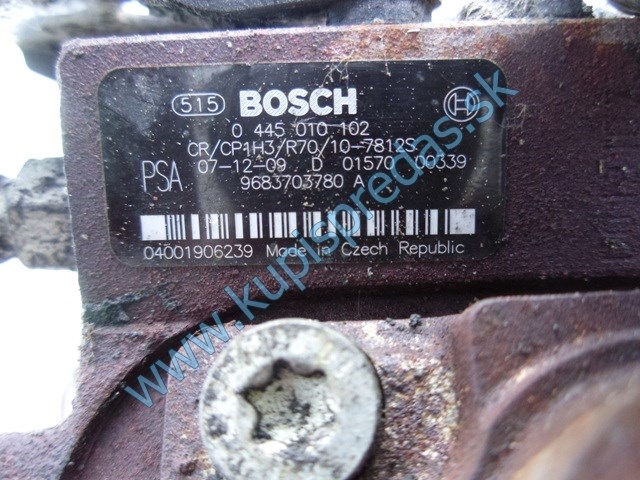 515 BOSCH
0 445 010 102
CR/CP1H3/R70/10-7812S
PSA 07-12-09 D 01570 00339
9683703780 A
04001906239 Made in Czech Republic
www.kupispredas.sk